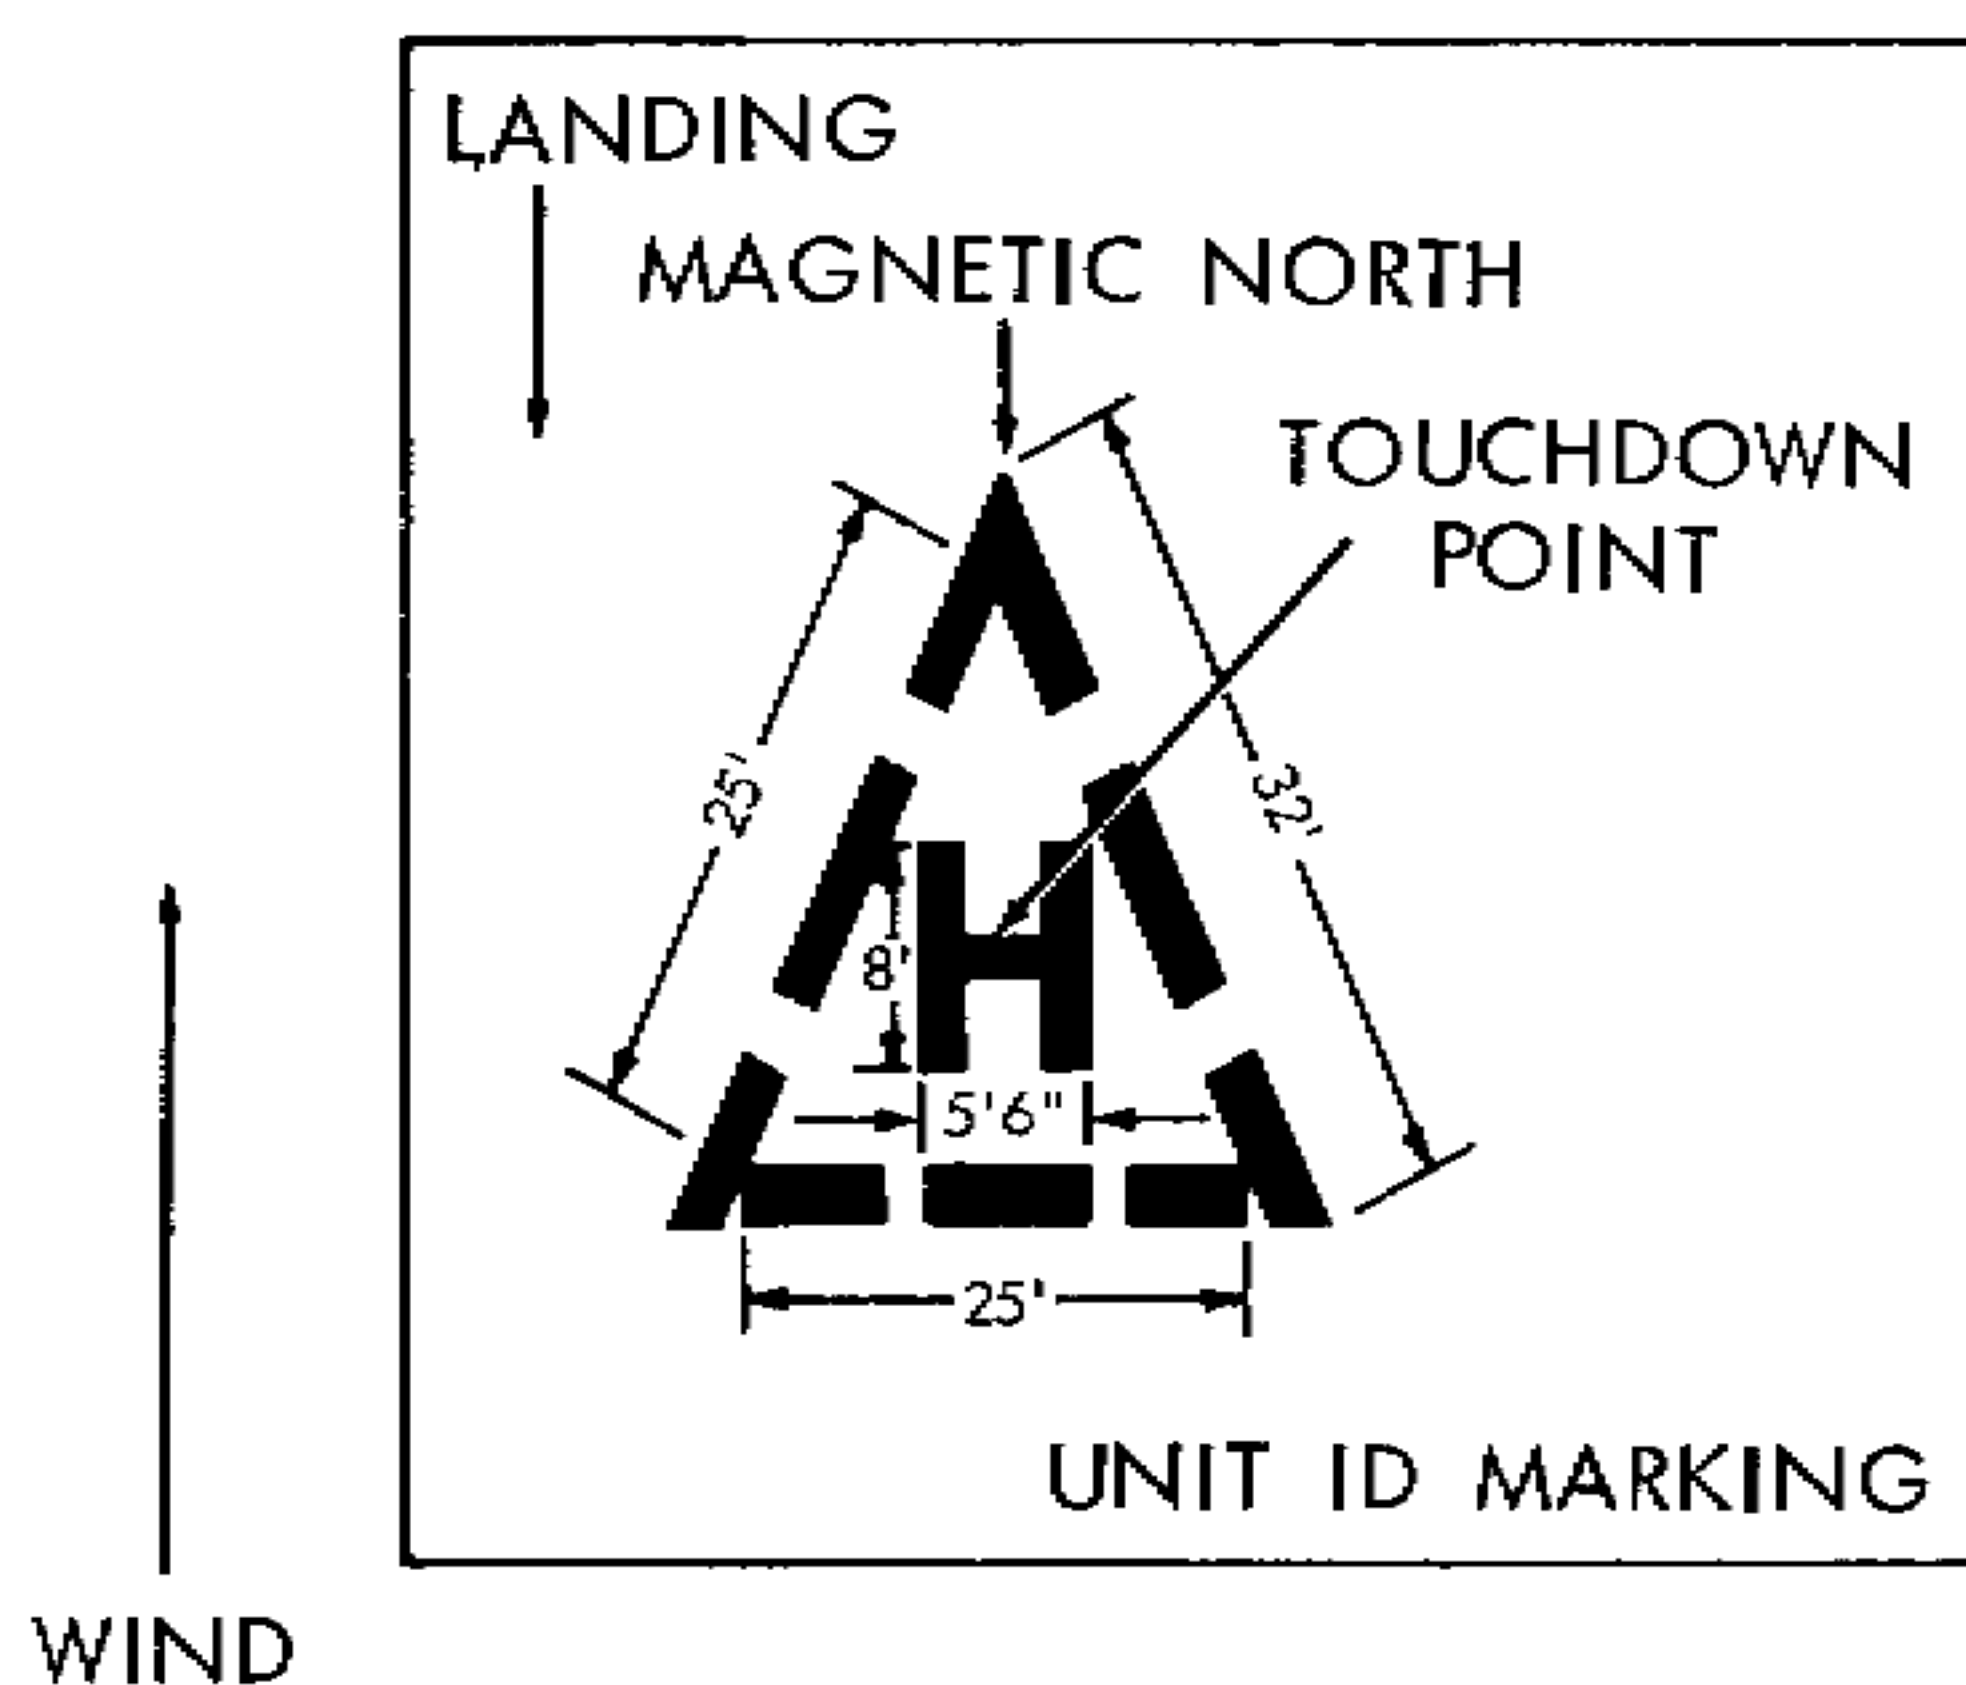 LANDING
MAGNETIC NORTH
TOUCHDOWN
POINT
25'
32'
8'
H
5'6"
25'
UNIT ID MARKING
WIND